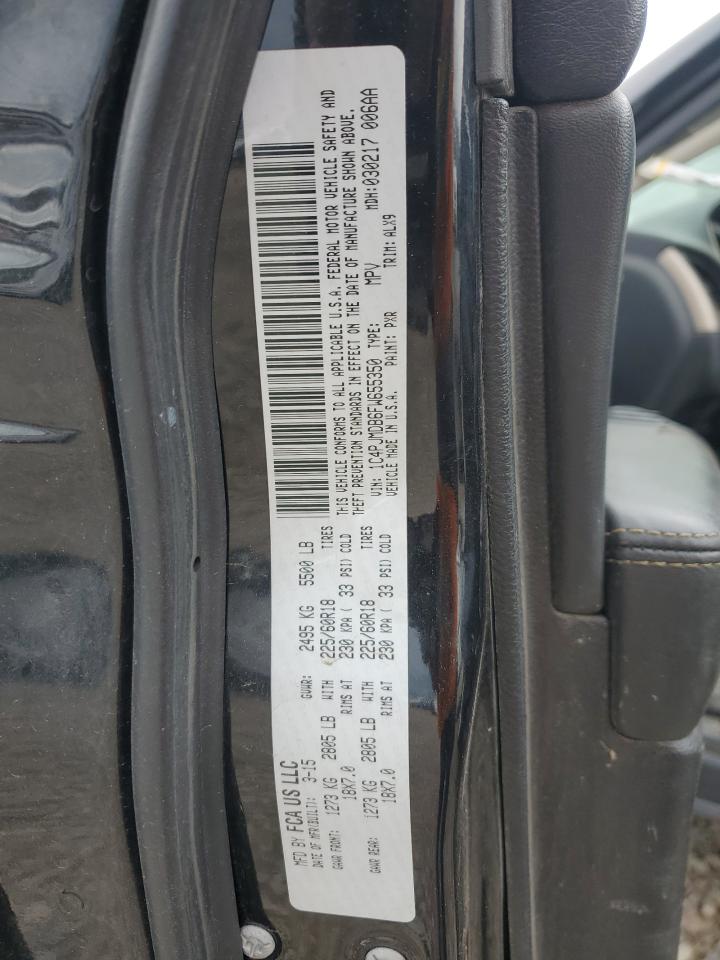 MFD BY FCA US LLC
DATE OF MFR(BUILT): 3-15 GVWR: 2495 KG 5500 LB
GAWR FRONT: 1273 KG 2805 LB WITH 225/60R18 TIRES
18X7.0 RIMS AT 230 KPA ( 33 PSI) COLD
GAWR REAR: 1273 KG 2805 LB WITH 225/60R18 TIRES
18X7.0 RIMS AT 230 KPA ( 33 PSI) COLD
THIS VEHICLE CONFORMS TO ALL APPLICABLE U.S.A. FEDERAL MOTOR VEHICLE SAFETY AND
THEFT PREVENTION STANDARDS IN EFFECT ON THE DATE OF MANUFACTURE SHOWN ABOVE.
VIN: 1C4PJMDB6FW655350 TYPE: MPV MDH:030217 006AA
VEHICLE MADE IN U.S.A. PAINT: PXR TRIM: ALX9